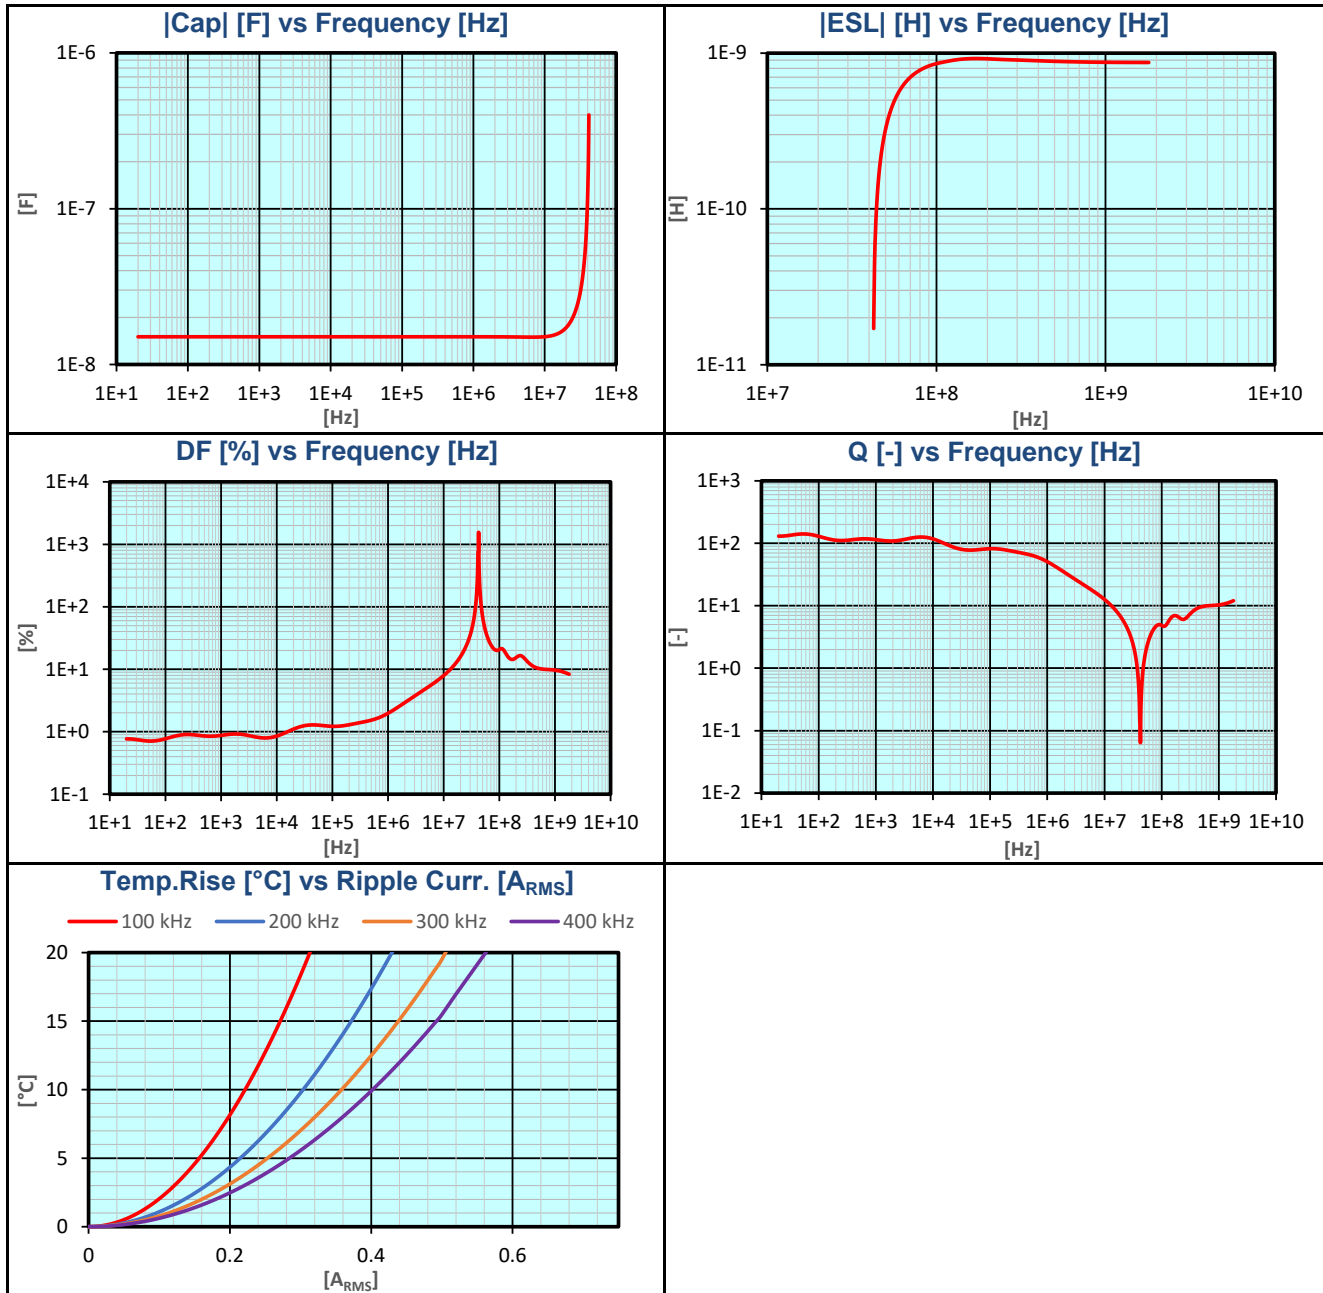 |Cap| [F] vs Frequency [Hz]
1E-6
1E-7
1E-8
[F]
1E+1 1E+2 1E+3 1E+4 1E+5 1E+6 1E+7 1E+8
[Hz]
|ESL| [H] vs Frequency [Hz]
1E-9
1E-10
1E-11
[H]
1E+7 1E+8 1E+9 1E+10
[Hz]
DF [%] vs Frequency [Hz]
1E+4
1E+3
1E+2
1E+1
1E+0
1E-1
[%]
1E+1 1E+2 1E+3 1E+4 1E+5 1E+6 1E+7 1E+8 1E+9 1E+10
[Hz]
Q [-] vs Frequency [Hz]
1E+3
1E+2
1E+1
1E+0
1E-1
1E-2
[-]
1E+1 1E+2 1E+3 1E+4 1E+5 1E+6 1E+7 1E+8 1E+9 1E+10
[Hz]
Temp.Rise [°C] vs Ripple Curr. [ARMS]
100 kHz 200 kHz 300 kHz 400 kHz
20
15
10
5
0
[°C]
0 0.2 0.4 0.6
[ARMS]